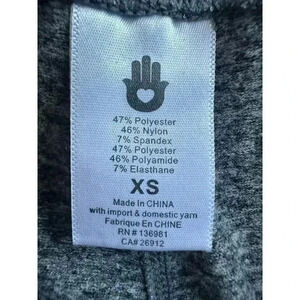 47% Polyester
46% Nylon
7% Spandex
47% Polyester
46% Polyamide
7% Elasthane
XS
Made In CHINA
with import & domestic yarn
Fabrique En CHINE
RN # 136981
CA# 26912